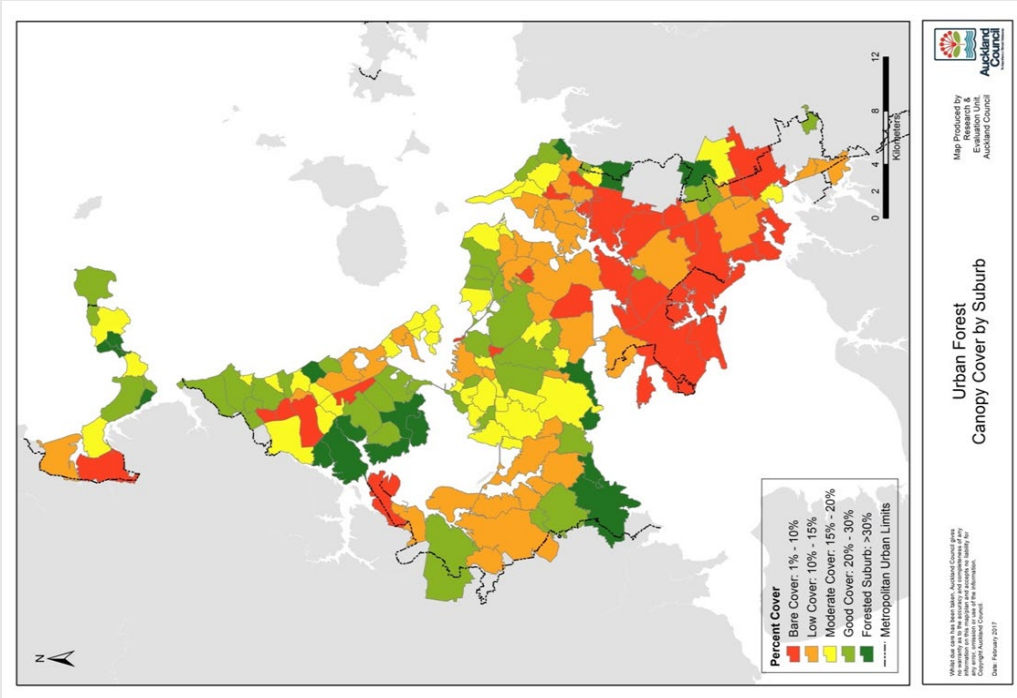 Urban Forest
Canopy Cover by Suburb
Auckland
Council
Map Produced by
Research &
Evaluation Unit.
Auckland Council
0 2 4 8 12
Kilometers
N
Percent Cover
Bare Cover: 1% - 10%
Low Cover: 10% - 15%
Moderate Cover: 15% - 20%
Good Cover: 20% - 30%
Forested Suburb: >30%
Metropolitan Urban Limits
Whilst due care has been taken, Auckland Council gives
no warranty as to the accuracy and completeness of any
information on this map/plan and accepts no liability for
any error, omission or use of the information.
Copyright Auckland Council.
Date: February 2017